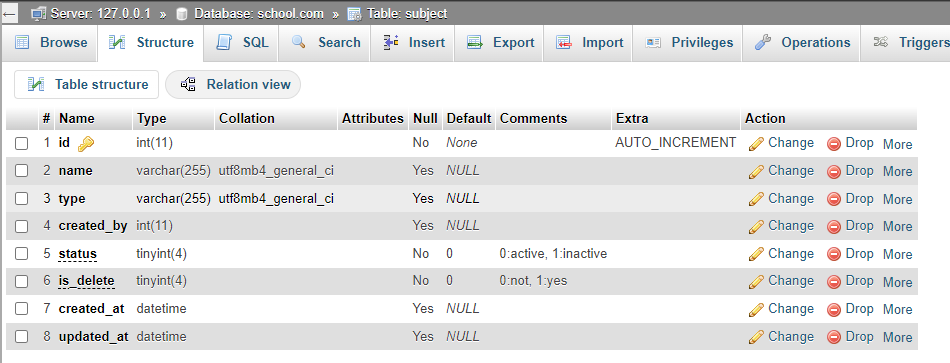 ← Server: 127.0.0.1 » Database: school.com » Table: subject
Browse Structure SQL Search Insert Export Import Privileges Operations Triggers
Table structure Relation view
# Name Type Collation Attributes Null Default Comments Extra Action
1 id int(11) No None AUTO_INCREMENT Change Drop More
2 name varchar(255) utf8mb4_general_ci Yes NULL Change Drop More
3 type varchar(255) utf8mb4_general_ci Yes NULL Change Drop More
4 created_by int(11) Yes NULL Change Drop More
5 status tinyint(4) No 0 0:active, 1:inactive Change Drop More
6 is_delete tinyint(4) No 0 0:not, 1:yes Change Drop More
7 created_at datetime Yes NULL Change Drop More
8 updated_at datetime Yes NULL Change Drop More